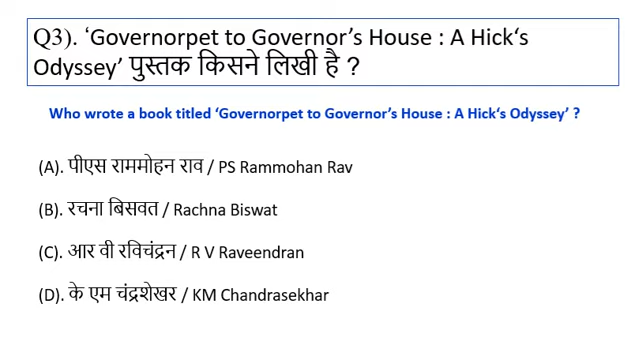 Q3). ‘Governorpet to Governor’s House : A Hick‘s
Odyssey’ पुस्तक किसने लिखी है ?
Who wrote a book titled ‘Governorpet to Governor’s House : A Hick‘s Odyssey’ ?
(A). पीएस राममोहन राव / PS Rammohan Rav
(B). रचना बिसवत / Rachna Biswat
(C). आर वी रविचंद्रन / R V Raveendran
(D). के एम चंद्रशेखर / KM Chandrasekhar